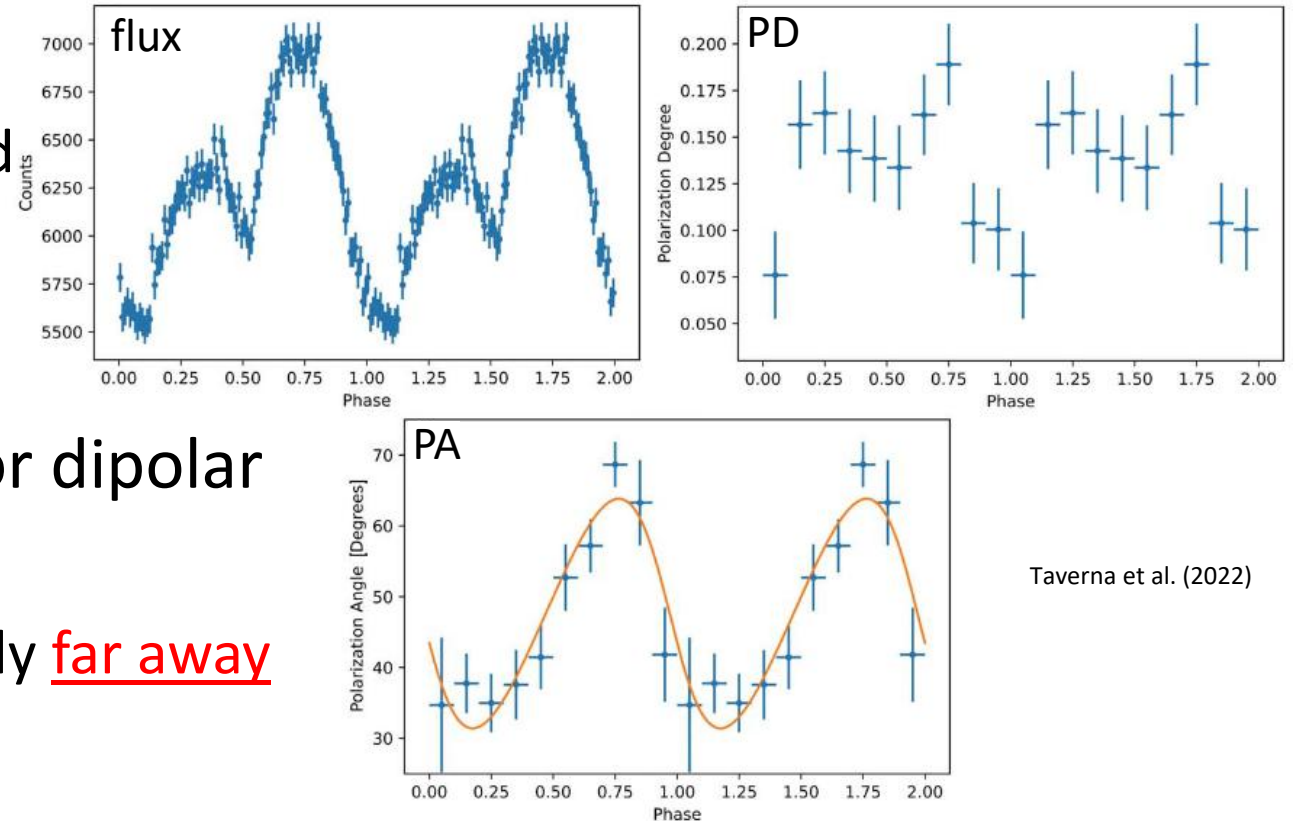 flux
7000
6750
6500
6250
6000
5750
5500
Counts
0.00 0.25 0.50 0.75 1.00 1.25 1.50 1.75 2.00
Phase
PD
0.200
0.175
0.150
0.125
0.100
0.075
0.050
Polarization Degree
0.00 0.25 0.50 0.75 1.00 1.25 1.50 1.75 2.00
Phase
d
or dipolar
ly far away
PA
70
60
50
40
30
Polarization Angle [Degrees]
0.00 0.25 0.50 0.75 1.00 1.25 1.50 1.75 2.00
Phase
Taverna et al. (2022)